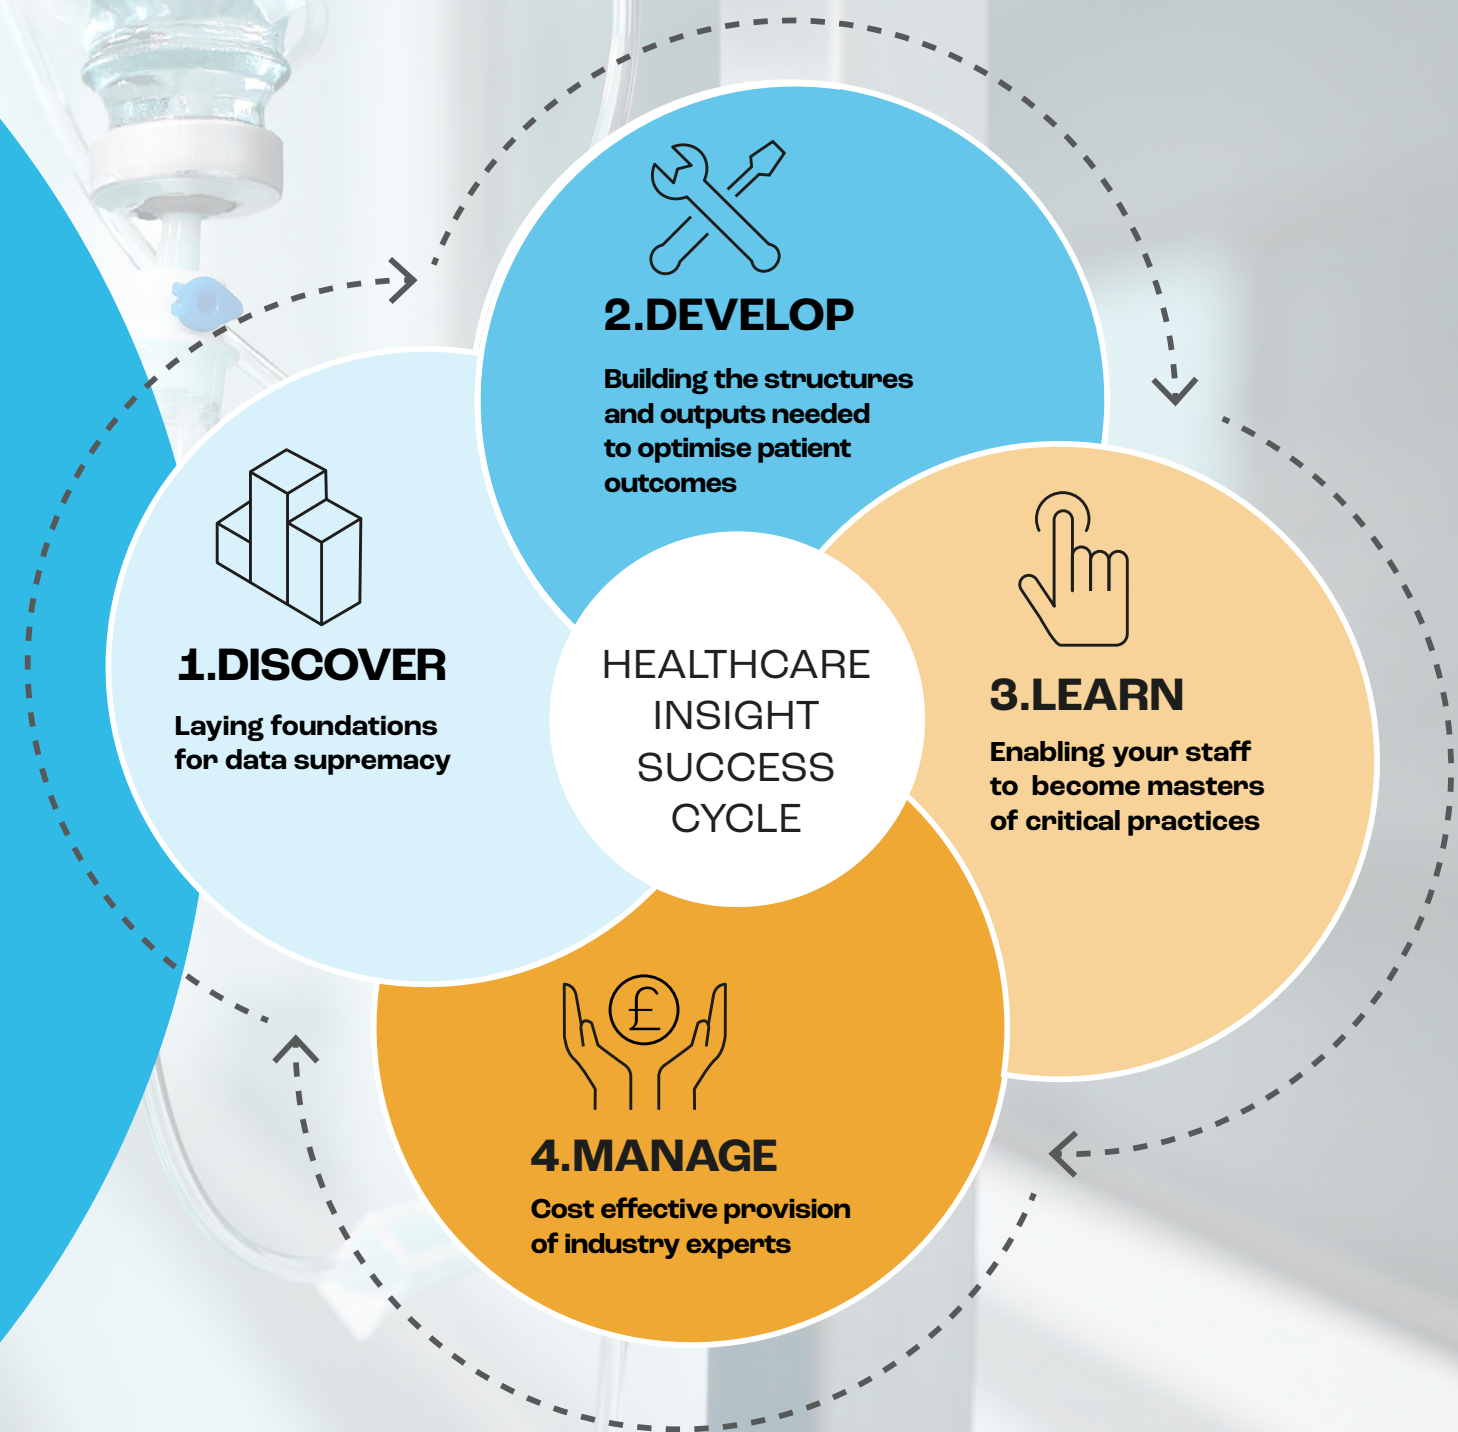 HEALTHCARE
INSIGHT
SUCCESS
CYCLE
1.DISCOVER
Laying foundations
for data supremacy
2.DEVELOP
Building the structures
and outputs needed
to optimise patient
outcomes
3.LEARN
Enabling your staff
to  become masters
of critical practices
£
4.MANAGE
Cost effective provision
of industry experts